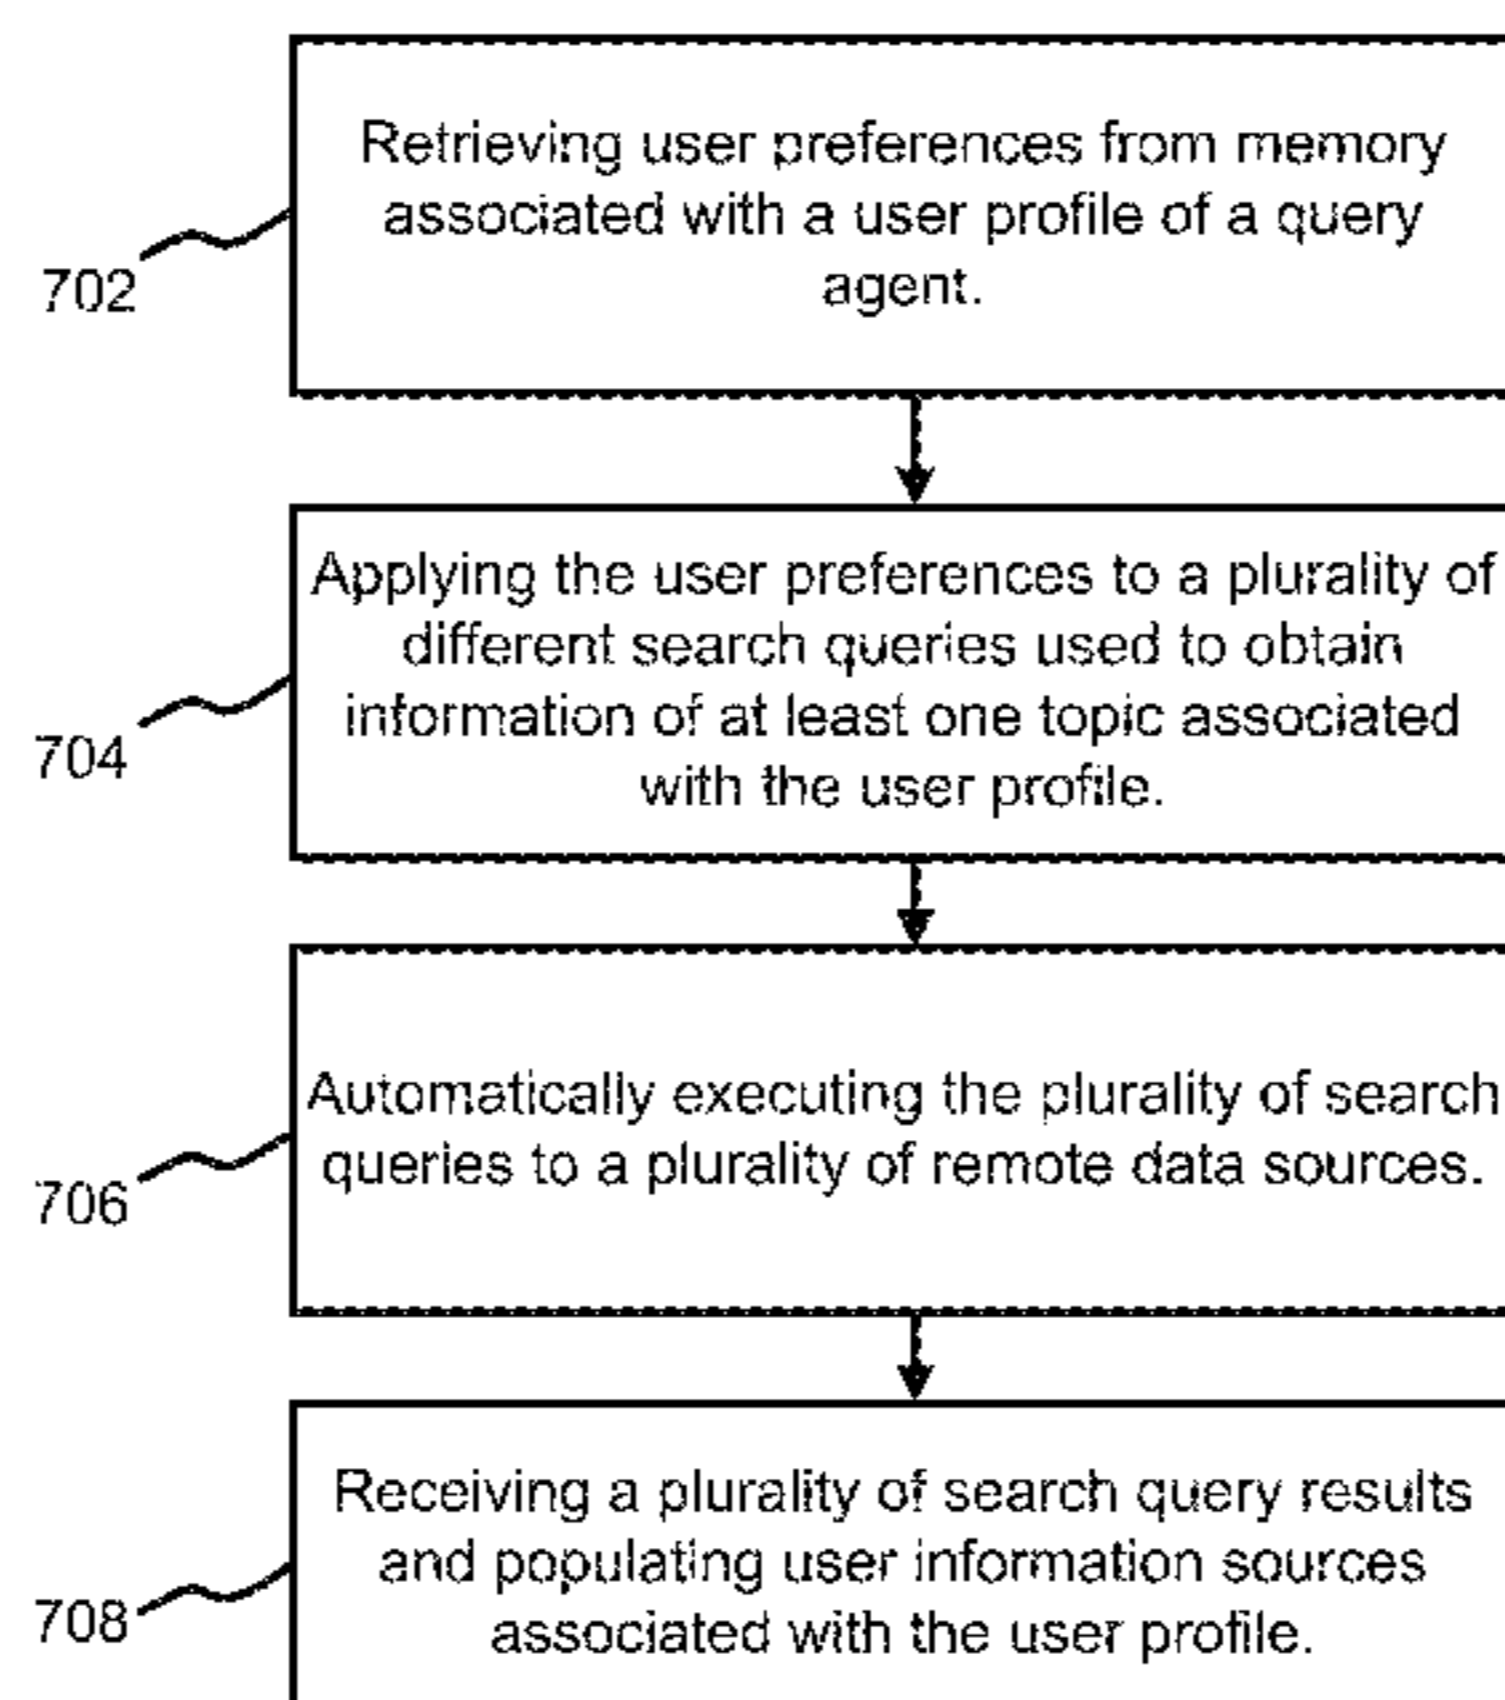 Retrieving user preferences from memory
associated with a user profile of a query
agent.
702
Applying the user preferences to a plurality of
different search queries used to obtain
information of at least one topic associated
with the user profile.
704
Automatically executing the plurality of search
queries to a plurality of remote data sources.
706
Receiving a plurality of search query results
and populating user information sources
associated with the user profile.
708